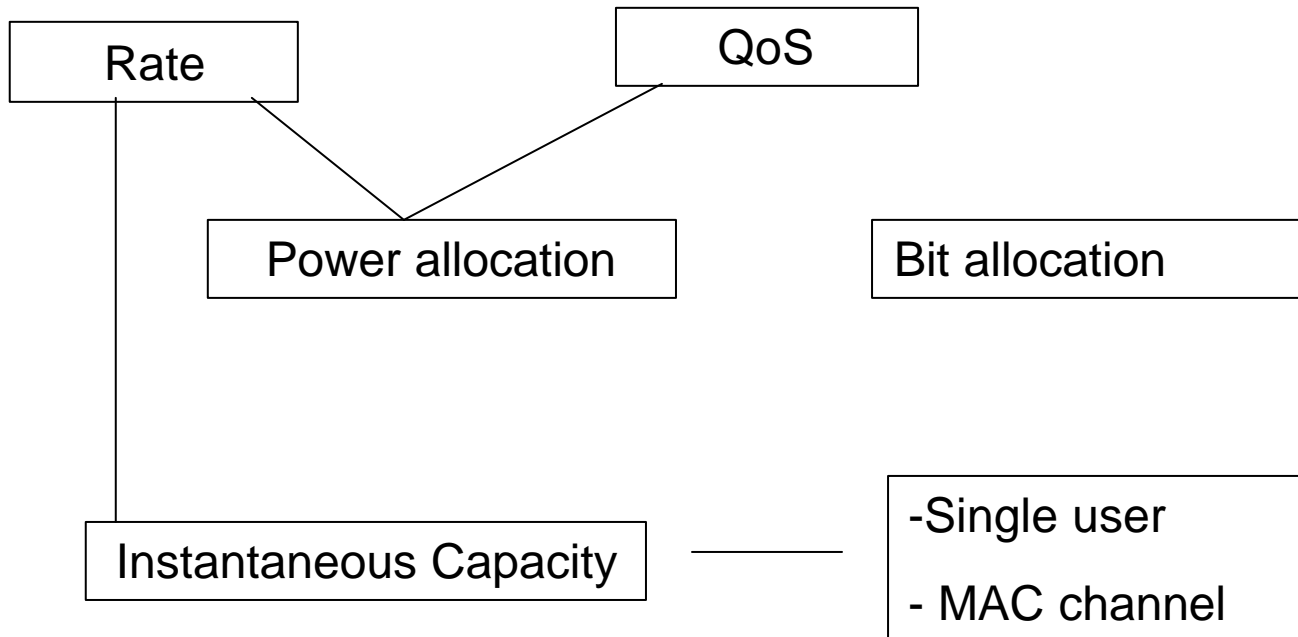 Rate
QoS
Power allocation
Bit allocation
Instantaneous Capacity
-Single user
- MAC channel